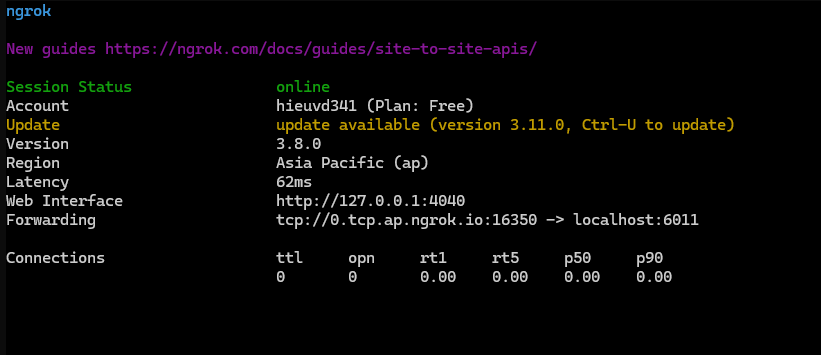 ngrok
New guides https://ngrok.com/docs/guides/site-to-site-apis/
Session Status online
Account hieuvd341 (Plan: Free)
Update update available (version 3.11.0, Ctrl-U to update)
Version 3.8.0
Region Asia Pacific (ap)
Latency 62ms
Web Interface http://127.0.0.1:4040
Forwarding tcp://0.tcp.ap.ngrok.io:16350 -> localhost:6011
Connections ttl opn rt1 rt5 p50 p90
0 0 0.00 0.00 0.00 0.00